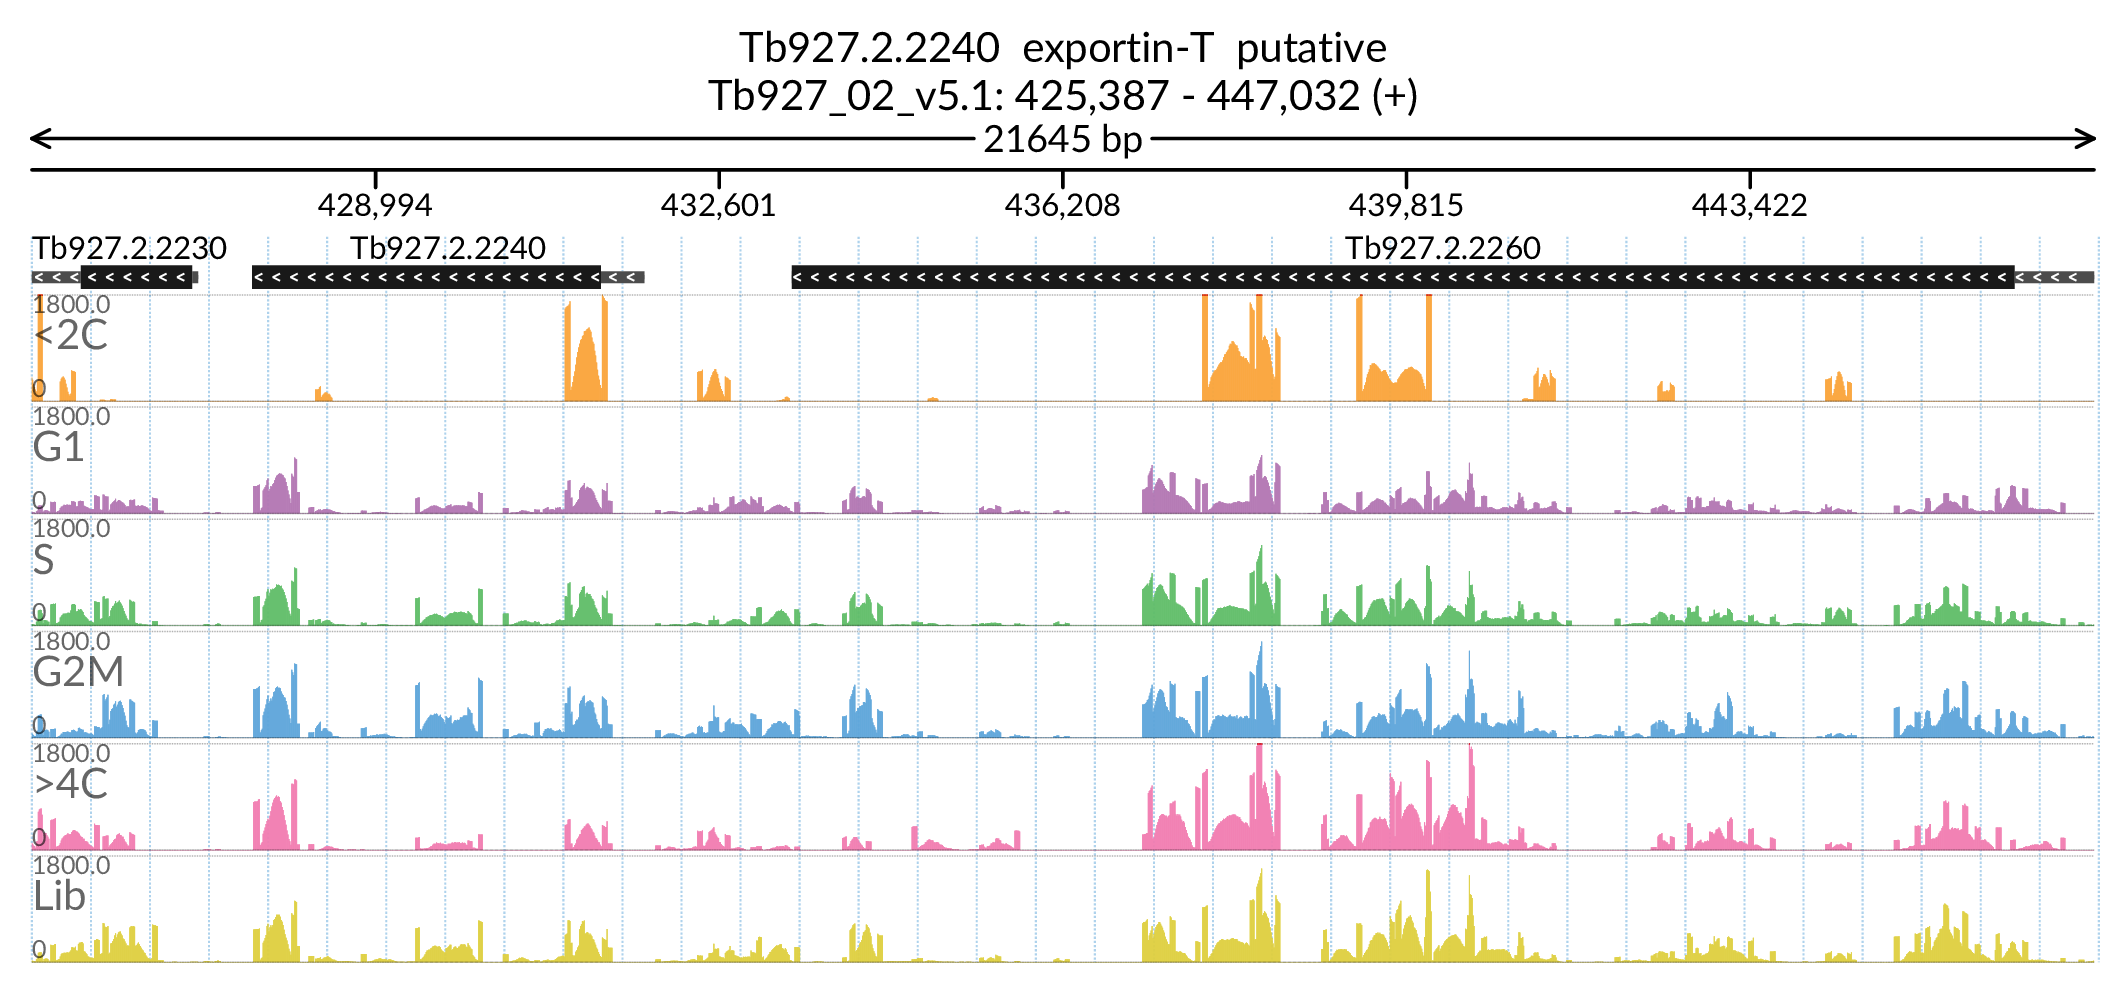 Tb927.2.2240 exportin-T putative
Tb927_02_v5.1: 425,387 - 447,032 (+)
21645 bp
428,994 432,601 436,208 439,815 443,422
Tb927.2.2230 Tb927.2.2240 Tb927.2.2260
1800.0
<2C
0
1800.0
G1
0
1800.0
S
0
1800.0
G2M
0
1800.0
>4C
0
1800.0
Lib
0